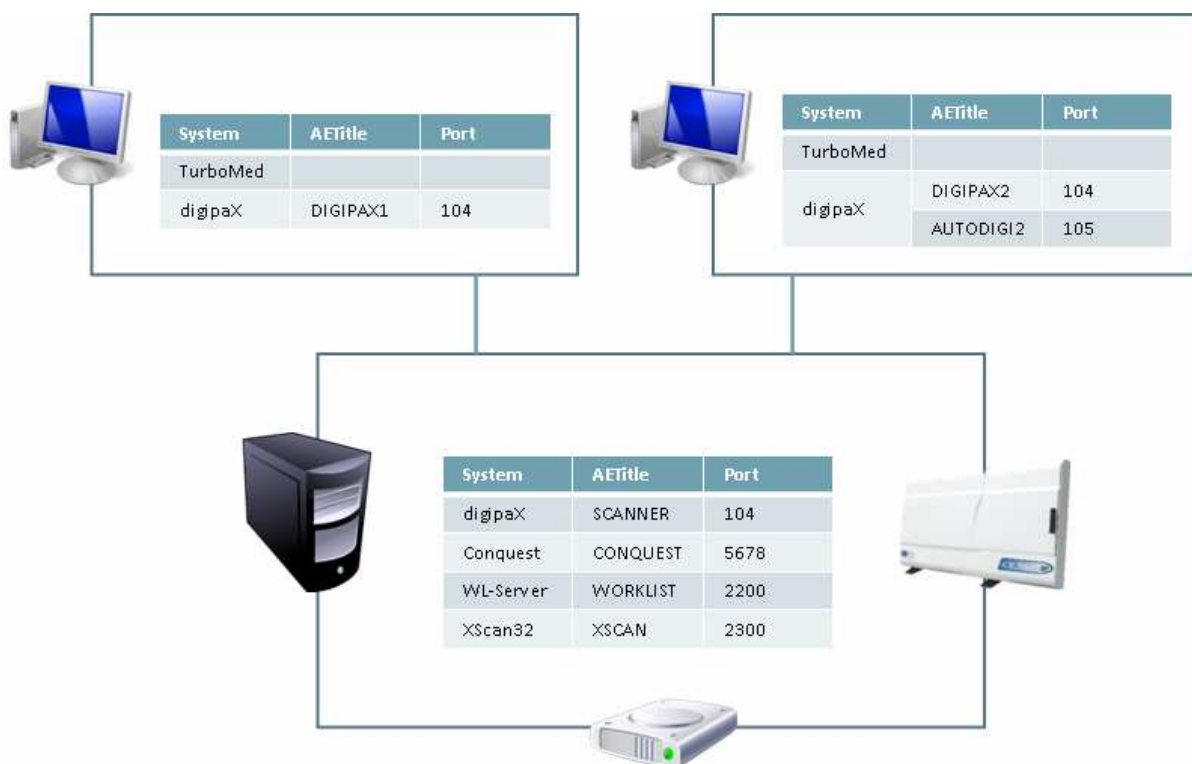 System AETitle Port
TurboMed
digipaX DIGIPAX1 104
System AETitle Port
TurboMed
digipaX
DIGIPAX2 104
AUTODIGI2 105
System AETitle Port
digipaX SCANNER 104
Conquest CONQUEST 5678
WL-Server WORKLIST 2200
XScan32 XSCAN 2300